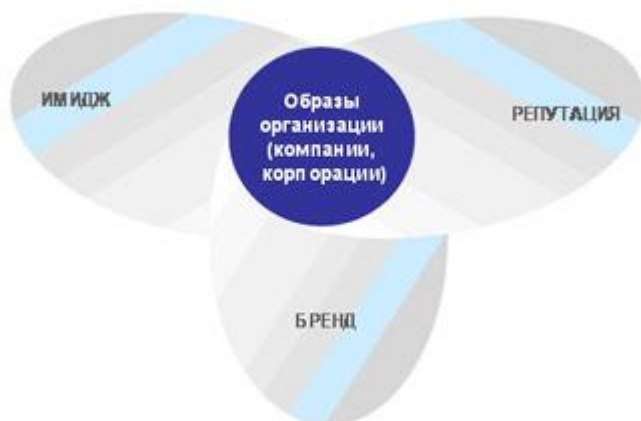 ИМИДЖ
Образы
организации
(компании,
корпорации)
РЕПУТАЦИЯ
БРЕНД